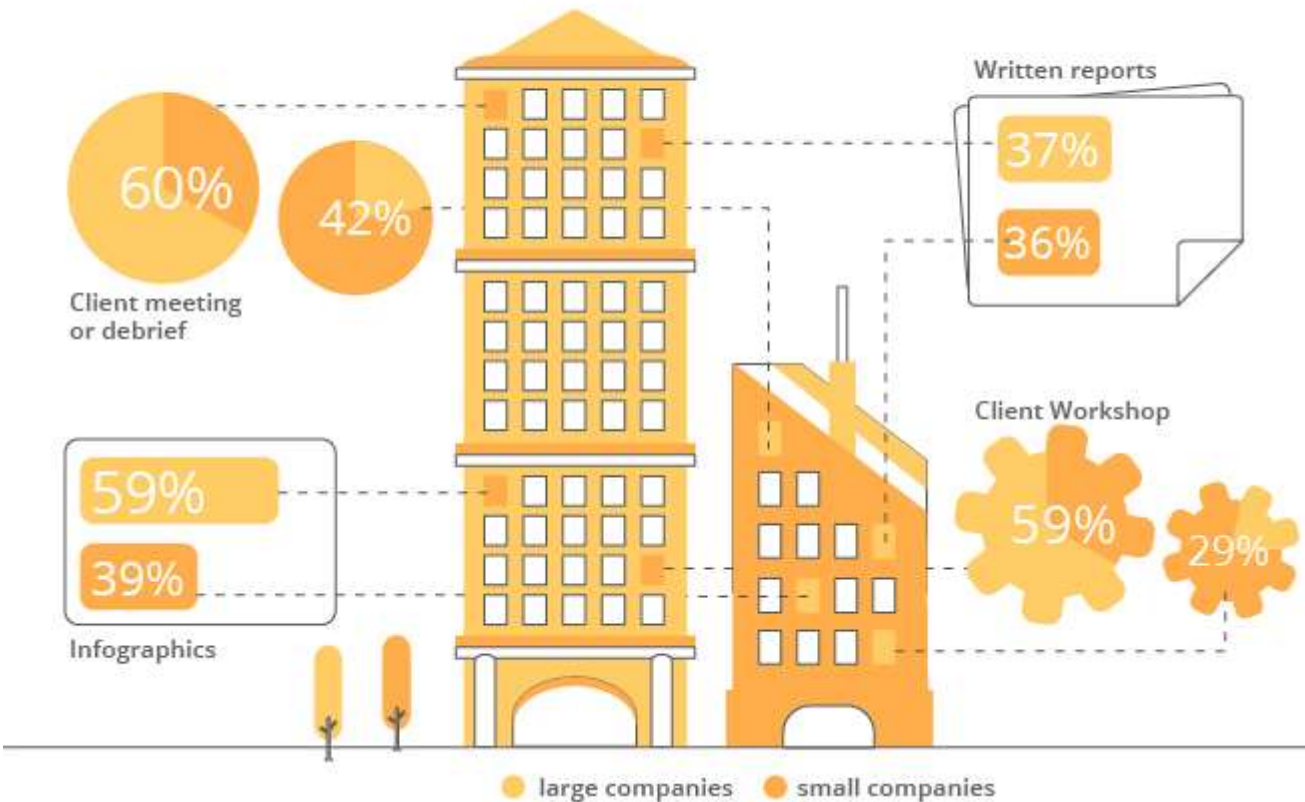 60%
42%
Client meeting
or debrief
Written reports
37%
36%
59%
39%
Infographics
Client Workshop
59%
29%
large companies
small companies